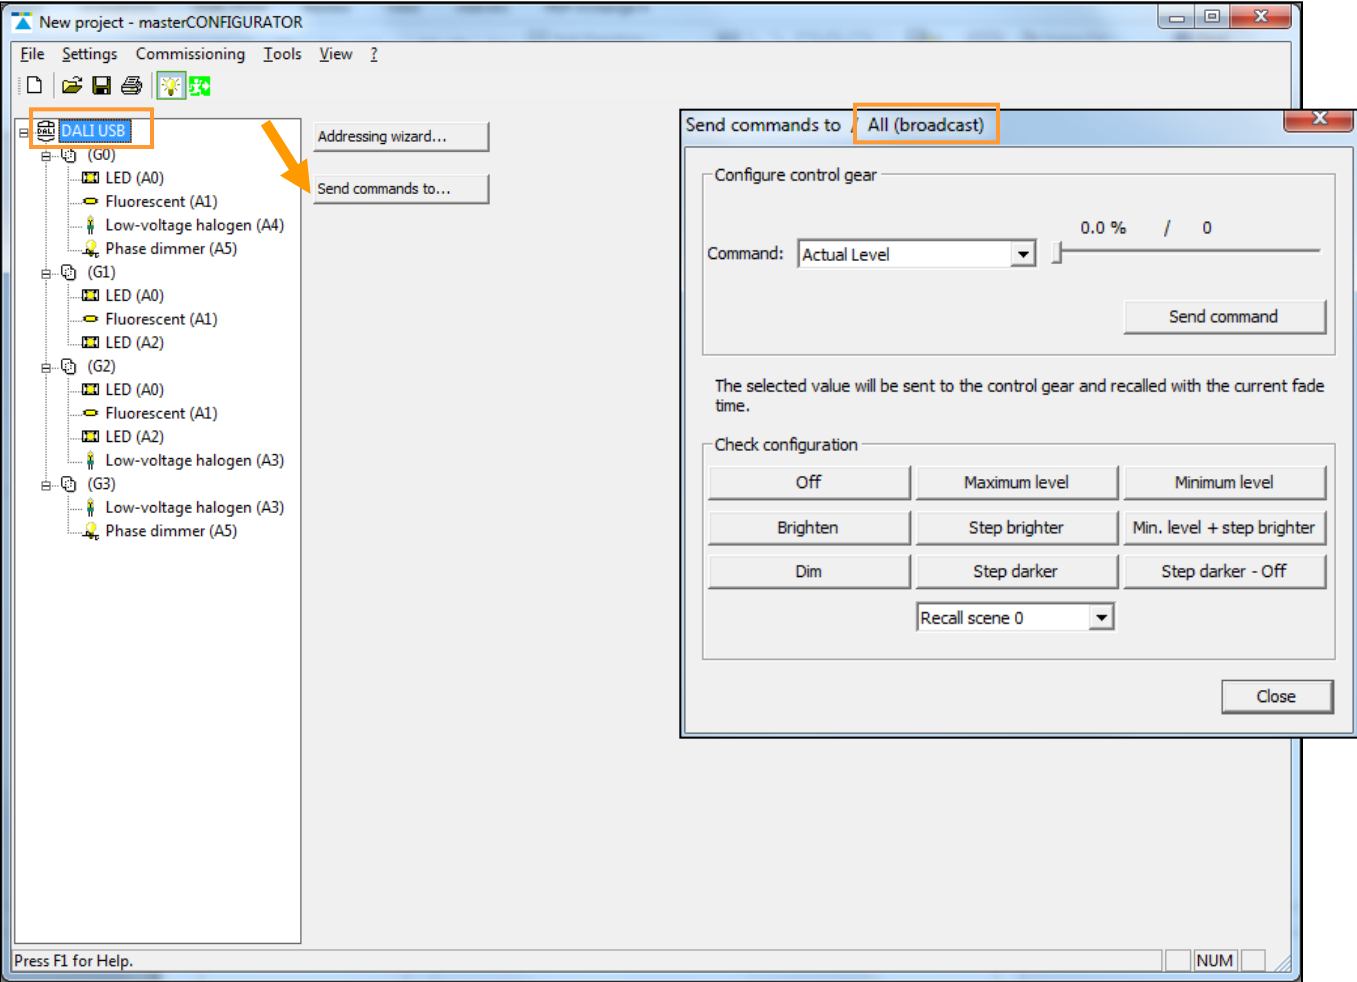 New project - masterCONFIGURATOR
File Settings Commissioning Tools View ?
DALI USB
(G0)
LED (A0)
Fluorescent (A1)
Low-voltage halogen (A4)
Phase dimmer (A5)
(G1)
LED (A0)
Fluorescent (A1)
LED (A2)
(G2)
LED (A0)
Fluorescent (A1)
LED (A2)
Low-voltage halogen (A3)
(G3)
Low-voltage halogen (A3)
Phase dimmer (A5)
Addressing wizard...
Send commands to...
Send commands to / All (broadcast)
Configure control gear
0.0 % / 0
Command: Actual Level
Send command
The selected value will be sent to the control gear and recalled with the current fade
time.
Check configuration
Off Maximum level Minimum level
Brighten Step brighter Min. level + step brighter
Dim Step darker Step darker - Off
Recall scene 0
Close
Press F1 for Help.
NUM